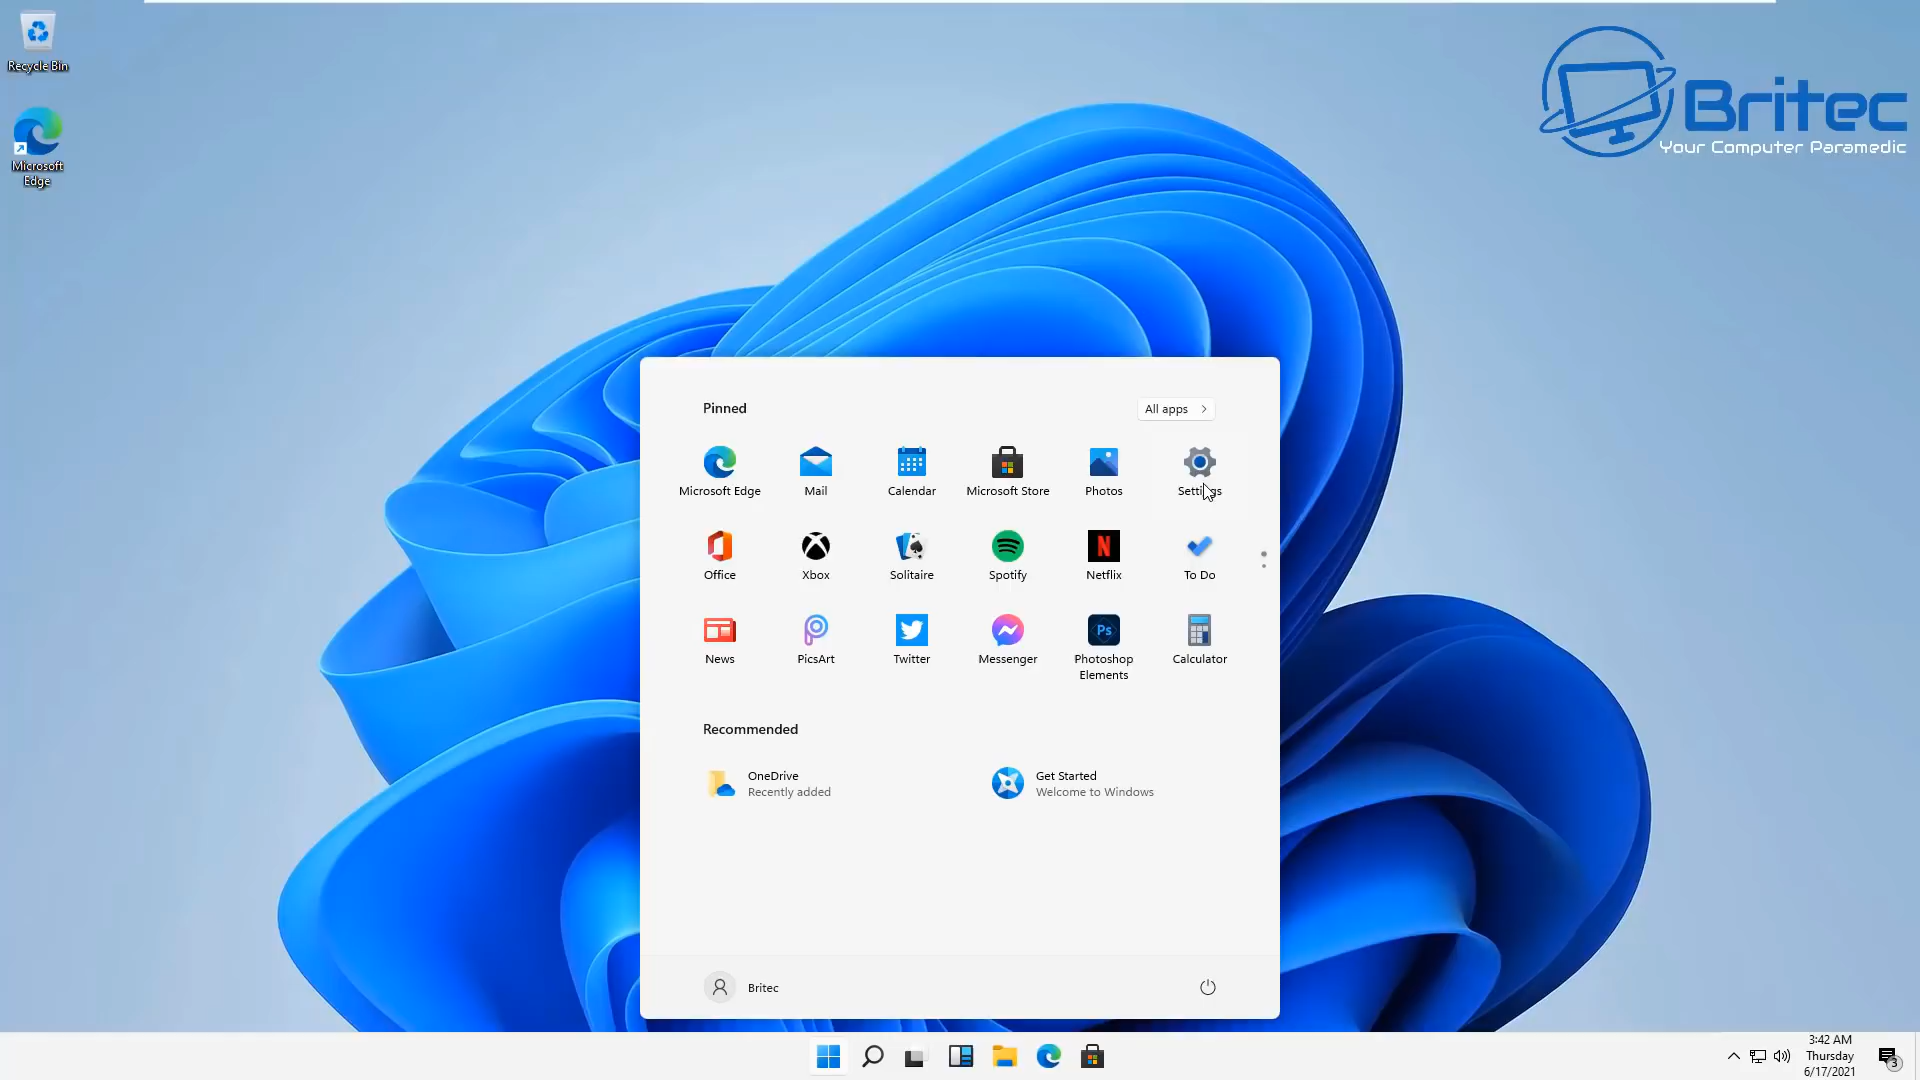 Recycle Bin
Microsoft
Edge
Britec
Your Computer Paramedic
Pinned
All apps
Microsoft Edge
Mail
Calendar
Microsoft Store
Photos
Settings
Office
Xbox
Solitaire
Spotify
Netflix
To Do
News
PicsArt
Twitter
Messenger
Ps
Photoshop
Elements
Calculator
Recommended
OneDrive
Recently added
Get Started
Welcome to Windows
Britec
3:42 AM
Thursday
6/17/2021
3